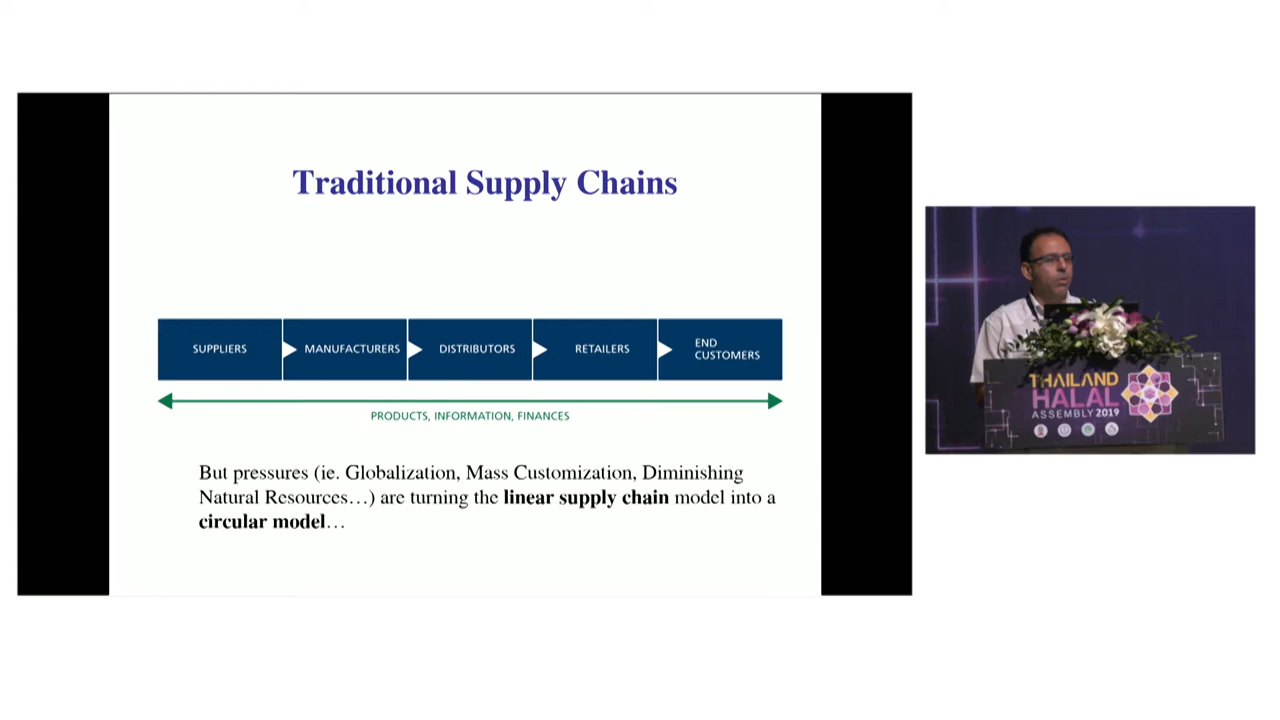 Traditional Supply Chains
SUPPLIERS
MANUFACTURERS
DISTRIBUTORS
RETAILERS
END
CUSTOMERS
PRODUCTS, INFORMATION, FINANCES
But pressures (ie. Globalization, Mass Customization, Diminishing
Natural Resources…) are turning the linear supply chain model into a
circular model…
THAILAND
HALAL
ASSEMBLY 2019